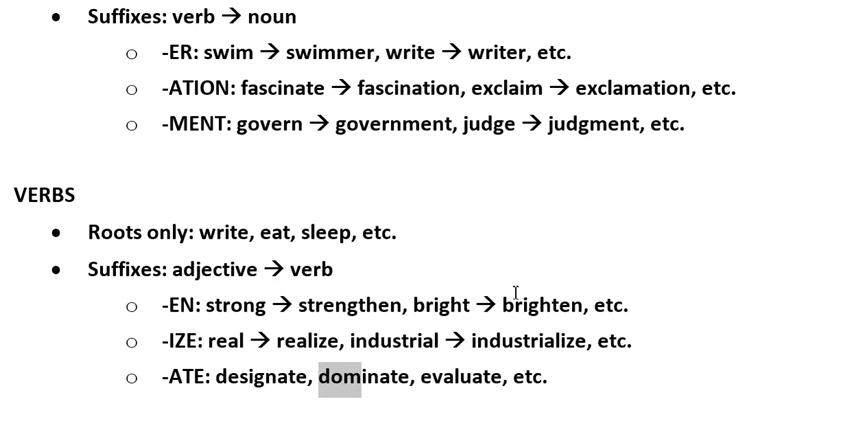 • Suffixes: verb → noun
o -ER: swim → swimmer, write → writer, etc.
o -ATION: fascinate → fascination, exclaim → exclamation, etc.
o -MENT: govern → government, judge → judgment, etc.
VERBS
• Roots only: write, eat, sleep, etc.
• Suffixes: adjective → verb
o -EN: strong → strengthen, bright → brighten, etc.
o -IZE: real → realize, industrial → industrialize, etc.
o -ATE: designate, dominate, evaluate, etc.